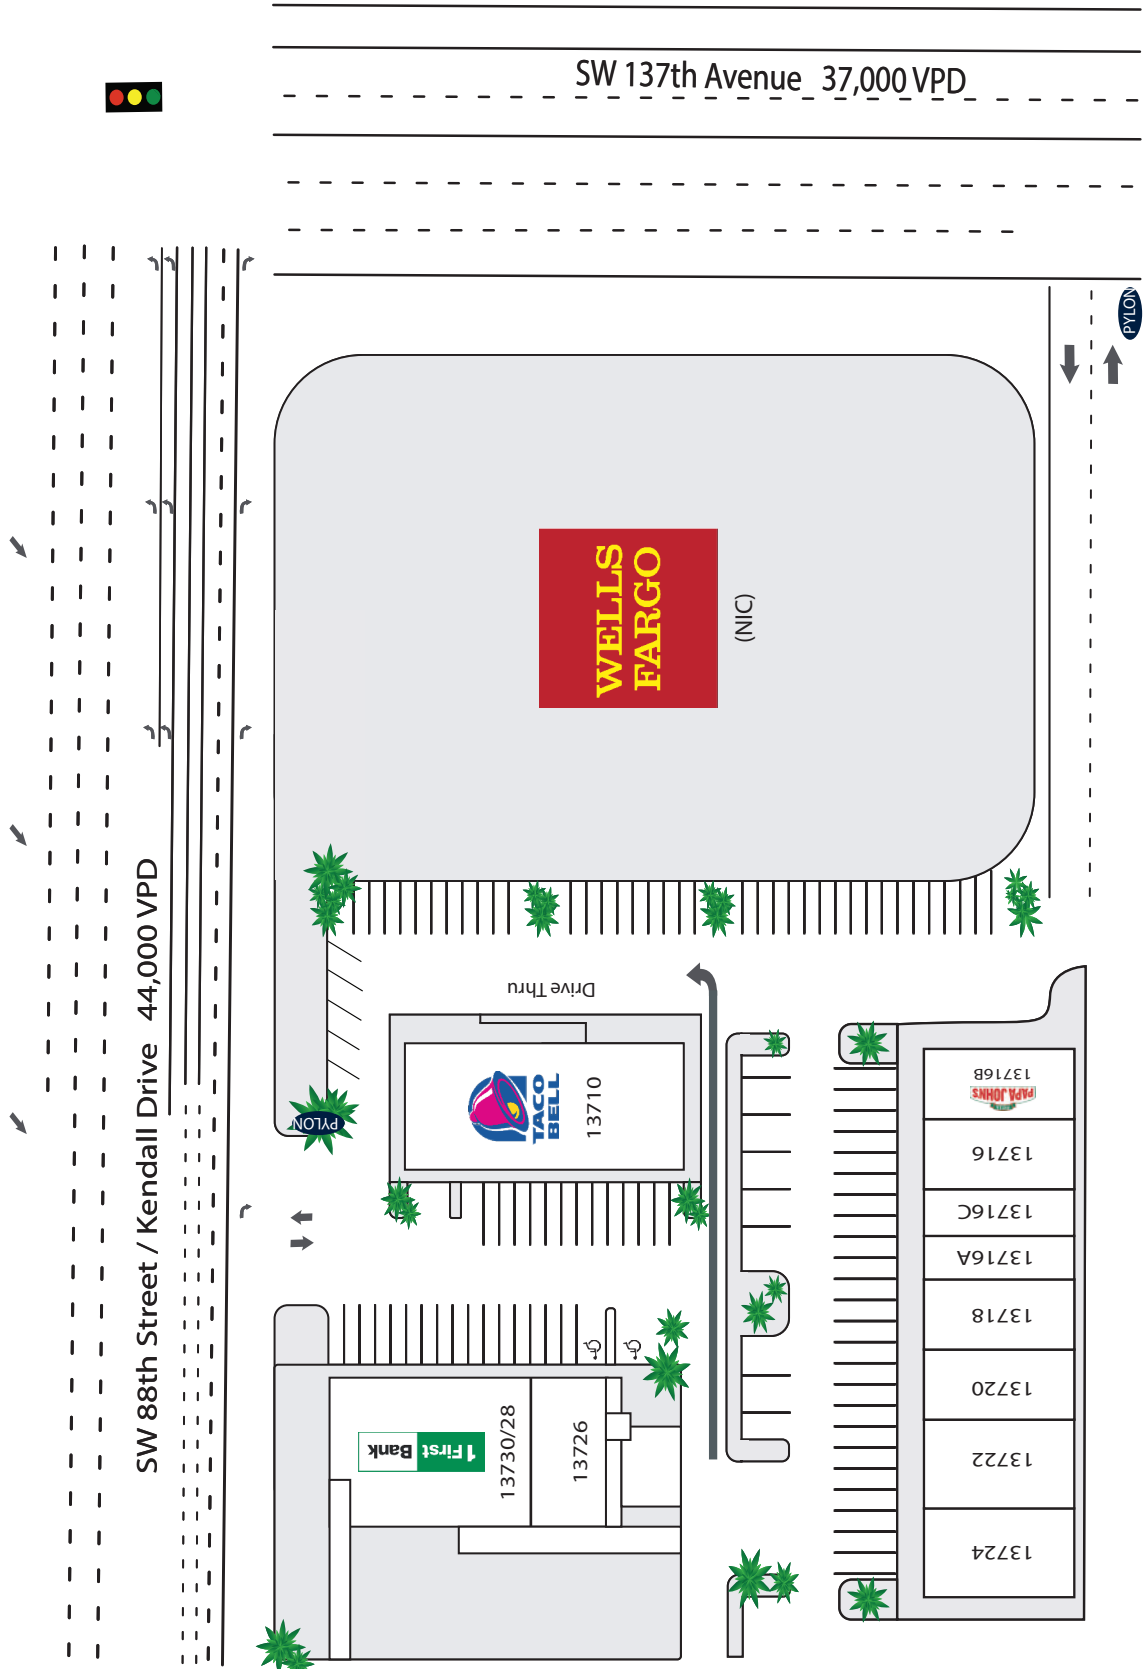 SW 137th Avenue 37,000 VPD
PYLON
WELLS
FARGO
(NIC)
SW 88th Street / Kendall Drive 44,000 VPD
Drive Thru
TACO
BELL
13710
PYLON
13716B
PAPA JOHNS
13716
13716C
13716A
13718
13720
13722
13724
1 First
Bank
13730/28
13726